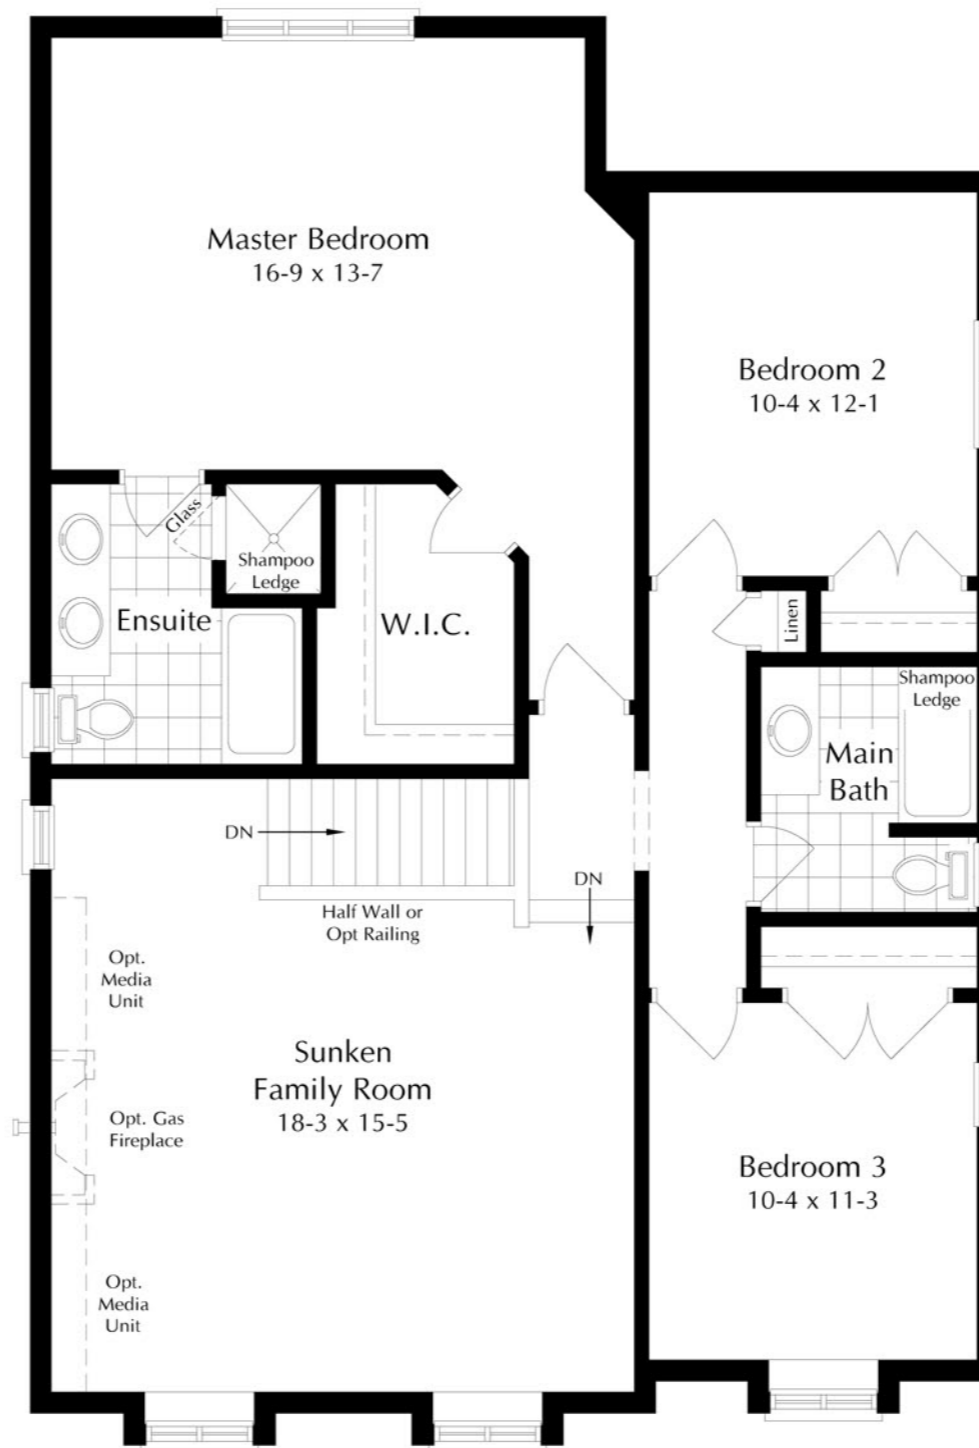 Master Bedroom
16-9 x 13-7
Bedroom 2
10-4 x 12-1
Glass
Shampoo
Ledge
Ensuite
W.I.C.
Linen
Shampoo
Ledge
Main
Bath
DN
DN
Half Wall or
Opt Railing
Opt.
Media
Unit
Sunken
Family Room
18-3 x 15-5
Opt. Gas
Fireplace
Bedroom 3
10-4 x 11-3
Opt.
Media
Unit